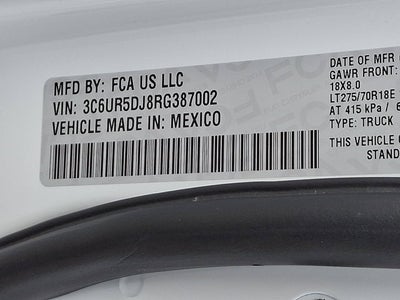 MFD BY: FCA US LLC
VIN: 3C6UR5DJ8RG387002
VEHICLE MADE IN: MEXICO
DATE OF MFR
GAWR FRONT:
18X8.0
LT275/70R18E
AT 415 kPa /
TYPE: TRUCK
THIS VEHICLE
STAND